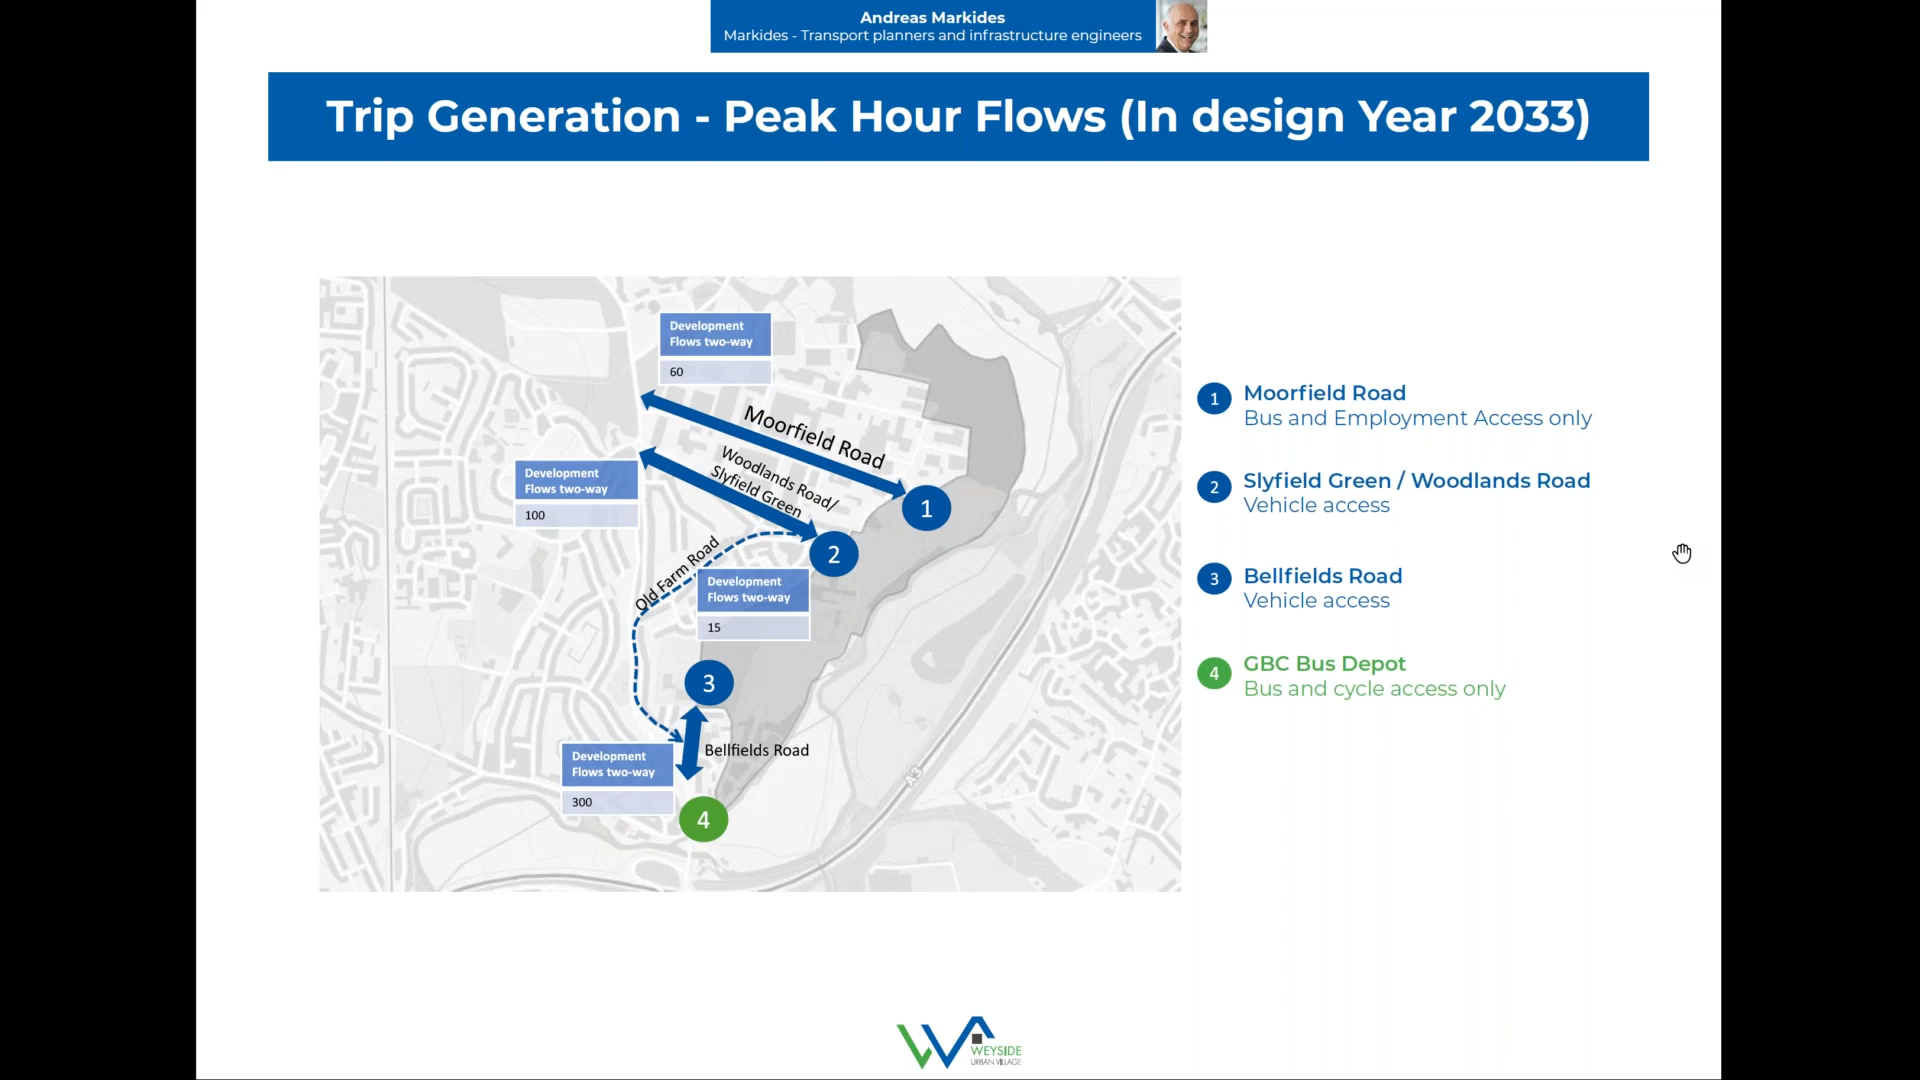 Andreas Markides
Markides - Transport planners and infrastructure engineers
Trip Generation - Peak Hour Flows (In design Year 2033)
Development
Flows two-way
60
Moorfield Road
Woodlands Road/
Slyfield Green
Development
Flows two-way
100
1
2
Old Farm Road
Development
Flows two-way
15
3
Bellfields Road
Development
Flows two-way
300
4
A3
1
Moorfield Road
Bus and Employment Access only
2
Slyfield Green / Woodlands Road
Vehicle access
3
Bellfields Road
Vehicle access
4
GBC Bus Depot
Bus and cycle access only
WEYSIDE
URBAN VILLAGE